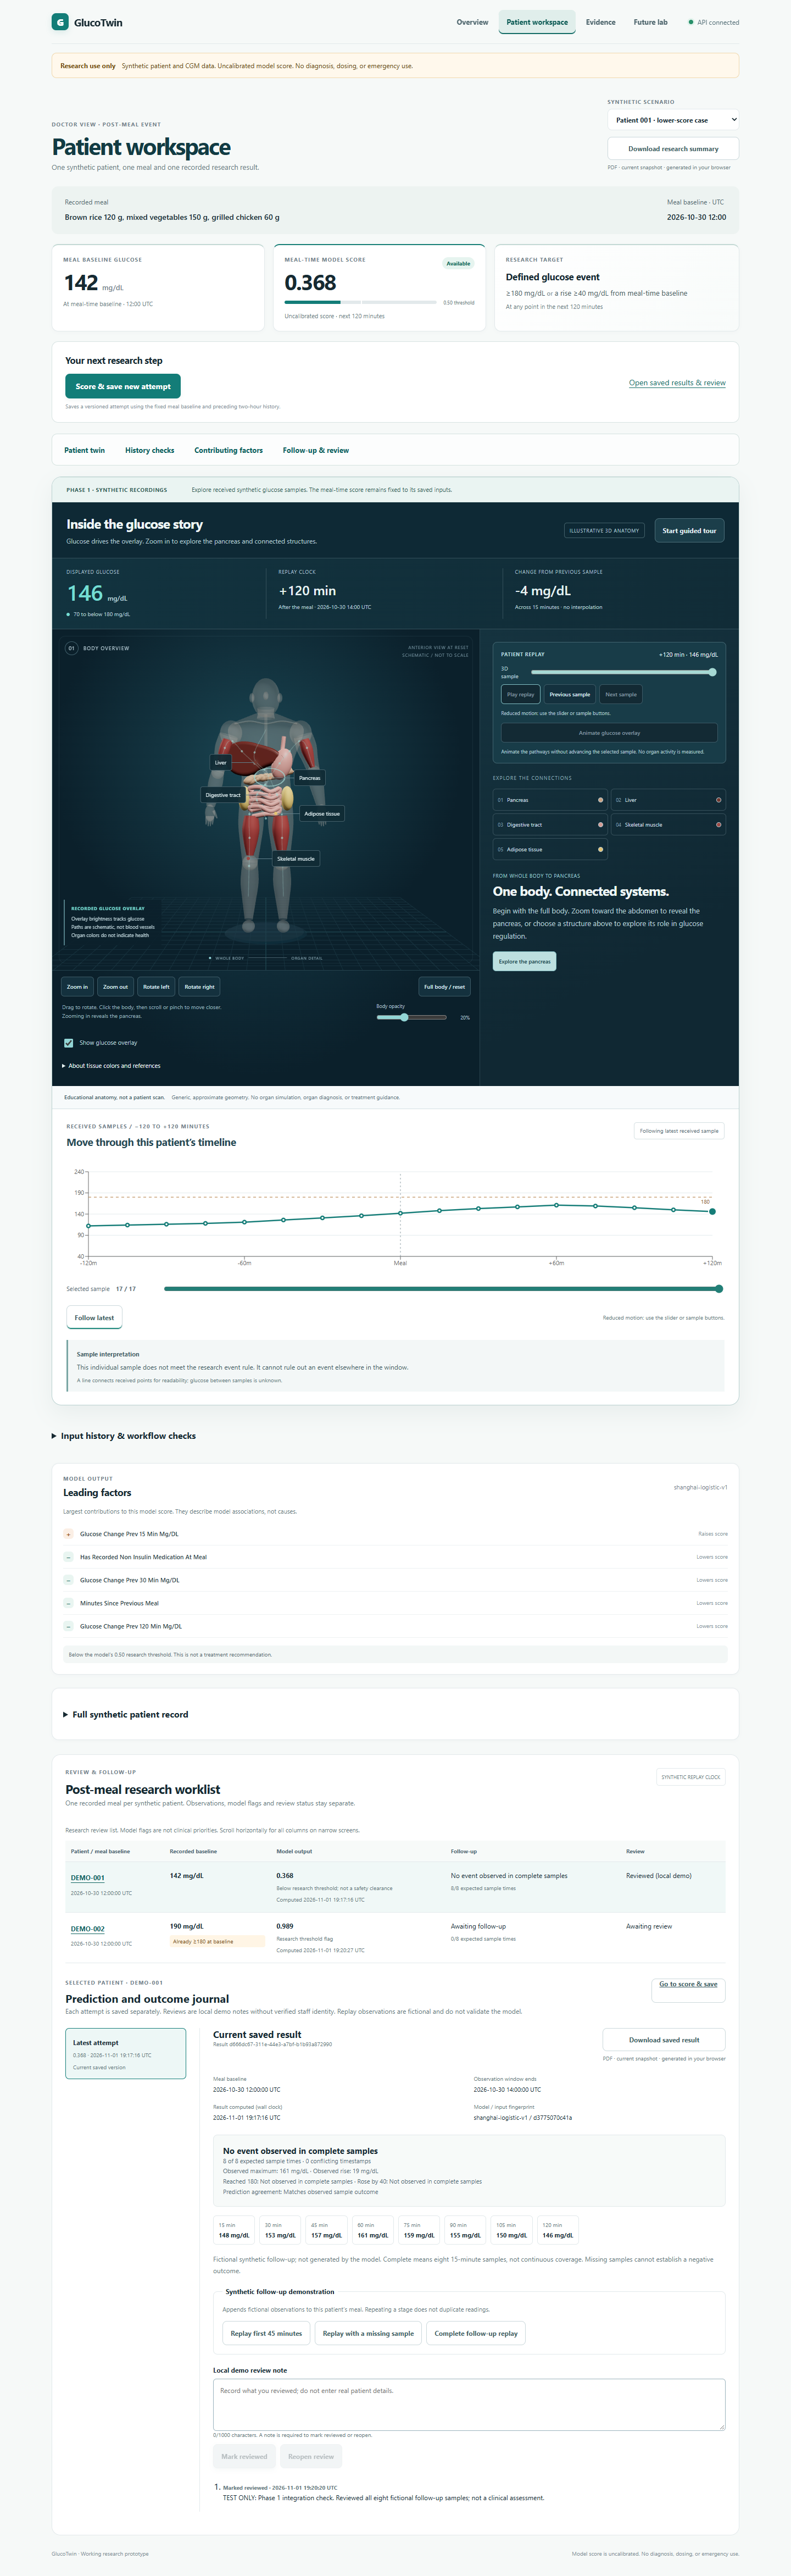 G GlucoTwin
Overview Patient workspace Evidence Future lab API connected
Research use only Synthetic patient and CGM data. Uncalibrated model score. No diagnosis, dosing, or emergency use.
SYNTHETIC SCENARIO
Patient 001 - lower-score case
DOCTOR VIEW · POST-MEAL EVENT
Patient workspace
Download research summary
One synthetic patient, one meal and one recorded research result.
PDF · current snapshot · generated in your browser
Recorded meal
Meal baseline · UTC
Brown rice 120 g, mixed vegetables 150 g, grilled chicken 60 g
2026-10-30 12:00
MEAL BASELINE GLUCOSE
142 mg/dL
At meal-time baseline · 12:00 UTC
MEAL-TIME MODEL SCORE
Available
0.368
0.50 threshold
Uncalibrated score · next 120 minutes
RESEARCH TARGET
Defined glucose event
≥180 mg/dL or a rise ≥40 mg/dL from meal-time baseline
At any point in the next 120 minutes
Your next research step
Score & save new attempt
Open saved results & review
Saves a versioned attempt using the fixed meal baseline and preceding two-hour history.
Patient twin History checks Contributing factors Follow-up & review
PHASE 1 · SYNTHETIC RECORDINGS Explore received synthetic glucose samples. The meal-time score remains fixed to its saved inputs.
Inside the glucose story
Glucose drives the overlay. Zoom in to explore the pancreas and connected structures.
ILLUSTRATIVE 3D ANATOMY
Start guided tour
DISPLAYED GLUCOSE
146 mg/dL
70 to below 180 mg/dL
REPLAY CLOCK
+120 min
After the meal · 2026-10-30 14:00 UTC
CHANGE FROM PREVIOUS SAMPLE
-4 mg/dL
Across 15 minutes · no interpolation
01 BODY OVERVIEW
ANTERIOR VIEW AT RESET
SCHEMATIC / NOT TO SCALE
Liver
Pancreas
Digestive tract
Adipose tissue
Skeletal muscle
RECORDED GLUCOSE OVERLAY
Overlay brightness tracks glucose
Paths are schematic, not blood vessels
Organ colors do not indicate health
WHOLE BODY ORGAN DETAIL
Zoom in Zoom out Rotate left Rotate right Full body / reset
Drag to rotate. Click the body, then scroll or pinch to move closer.
Zooming in reveals the pancreas.
Body opacity
20%
Show glucose overlay
About tissue colors and references
PATIENT REPLAY
+120 min · 146 mg/dL
3D sample
Play replay Previous sample Next sample
Reduced motion: use the slider or sample buttons.
Animate glucose overlay
Animate the pathways without advancing the selected sample. No organ activity is measured.
EXPLORE THE CONNECTIONS
01 Pancreas
02 Liver
03 Digestive tract
04 Skeletal muscle
05 Adipose tissue
FROM WHOLE BODY TO PANCREAS
One body. Connected systems.
Begin with the full body. Zoom toward the abdomen to reveal the
pancreas, or choose a structure above to explore its role in glucose
regulation.
Explore the pancreas
Educational anatomy, not a patient scan. Generic, approximate geometry. No organ simulation, organ diagnosis, or treatment guidance.
RECEIVED SAMPLES / −120 TO +120 MINUTES
Move through this patient's timeline
Following latest received sample
240
190
140
90
40
180
-120m -60m Meal +60m +120m
Selected sample 17 / 17
Follow latest
Reduced motion: use the slider or sample buttons.
Sample interpretation
This individual sample does not meet the research event rule. It cannot rule out an event elsewhere in the window.
A line connects received points for readability; glucose between samples is unknown.
Input history & workflow checks
MODEL OUTPUT
Leading factors
shanghai-logistic-v1
Largest contributions to this model score. They describe model associations, not causes.
+ Glucose Change Prev 15 Min Mg/DL Raises score
− Has Recorded Non Insulin Medication At Meal Lowers score
− Glucose Change Prev 30 Min Mg/DL Lowers score
− Minutes Since Previous Meal Lowers score
− Glucose Change Prev 120 Min Mg/DL Lowers score
Below the model's 0.50 research threshold. This is not a treatment recommendation.
Full synthetic patient record
REVIEW & FOLLOW-UP
Post-meal research worklist
SYNTHETIC REPLAY CLOCK
One recorded meal per synthetic patient. Observations, model flags and review status stay separate.
Research review list. Model flags are not clinical priorities. Scroll horizontally for all columns on narrow screens.
Patient / meal baseline Recorded baseline Model output Follow-up Review
DEMO-001 142 mg/dL 0.368 No event observed in complete samples Reviewed (local demo)
2026-10-30 12:00:00 UTC Below research threshold; not a safety clearance 8/8 expected sample times
Computed 2026-11-01 19:17:16 UTC
DEMO-002 190 mg/dL 0.989 Awaiting follow-up Awaiting review
2026-10-30 12:00:00 UTC Already ≥180 at baseline Research threshold flag 0/8 expected sample times
Computed 2026-11-01 19:20:27 UTC
SELECTED PATIENT · DEMO-001
Prediction and outcome journal
Go to score & save
Each attempt is saved separately. Reviews are local demo notes without verified staff identity. Replay observations are fictional and do not validate the model.
Latest attempt
0.368 · 2026-11-01 19:17:16 UTC
Current saved version
Current saved result
Download saved result
PDF · current snapshot · generated in your browser
Meal baseline
2026-10-30 12:00:00 UTC
Observation window ends
2026-10-30 14:00:00 UTC
Result computed (wall clock)
2026-11-01 19:17:16 UTC
Model / input fingerprint
shanghai-logistic-v1 / d3775070c41a
No event observed in complete samples
8 of 8 expected sample times · 0 conflicting timestamps
Observed maximum: 161 mg/dL · Observed rise: 19 mg/dL
Reached 180: Not observed in complete samples · Rose by 40: Not observed in complete samples
Prediction agreement: Matches observed sample outcome
15 min 30 min 45 min 60 min 75 min 90 min 105 min 120 min
148 mg/dL 153 mg/dL 157 mg/dL 161 mg/dL 159 mg/dL 155 mg/dL 150 mg/dL 146 mg/dL
Fictional synthetic follow-up; not generated by the model. Complete means eight 15-minute samples, not continuous coverage. Missing samples cannot establish a negative
outcome.
Synthetic follow-up demonstration
Appends fictional observations to this patient's meal. Repeating a stage does not duplicate readings.
Replay first 45 minutes Replay with a missing sample Complete follow-up replay
Local demo review note
Record what you reviewed; do not enter real patient details.
0/1000 characters. A note is required to mark reviewed or reopen.
Mark reviewed Reopen review
1. Marked reviewed · 2026-11-01 19:20:20 UTC
TEST ONLY: Phase 1 integration check. Reviewed all eight fictional follow-up samples; not a clinical assessment.
GlucoTwin · Working research prototype
Model score is uncalibrated. No diagnosis, dosing, or emergency use.